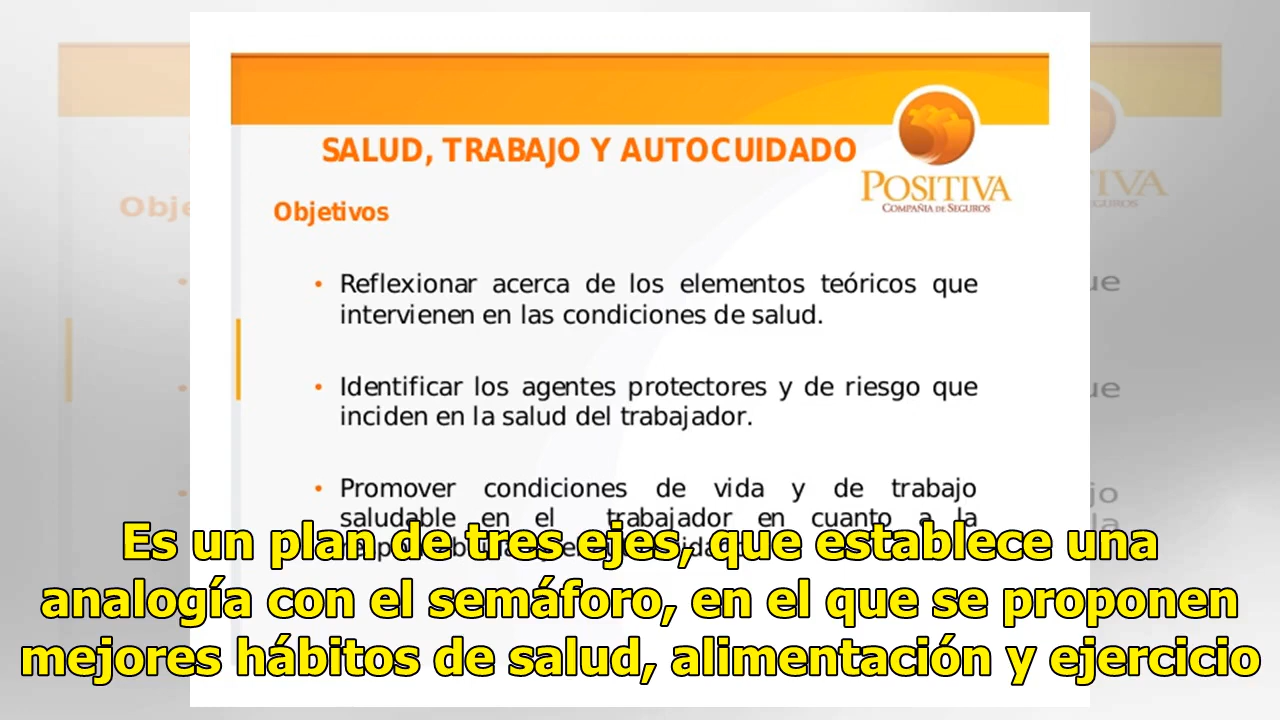 SALUD, TRABAJO Y AUTOCUIDADO
POSITIVA
COMPAÑIA DE SEGUROS
Objetivos
• Reflexionar acerca de los elementos teóricos que
intervienen en las condiciones de salud.
• Identificar los agentes protectores y de riesgo que
inciden en la salud del trabajador.
• Promover condiciones de vida y de trabajo
saludable en el trabajador en cuanto a la
Es un plan de tres ejes, que establece una
analogía con el semáforo, en el que se proponen
mejores hábitos de salud, alimentación y ejercicio